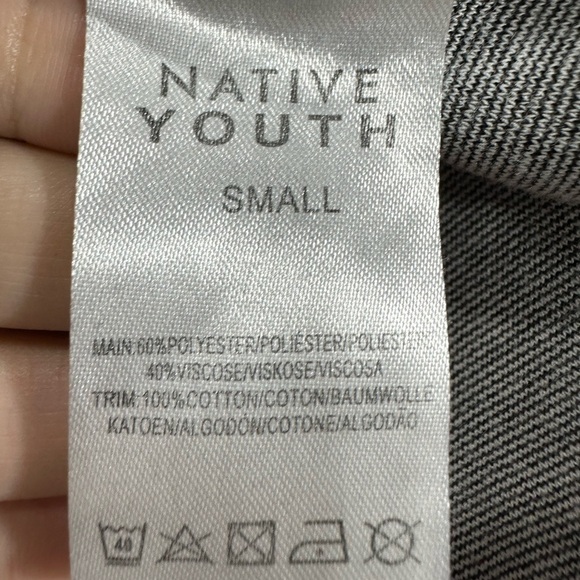 NATIVE
YOUTH
SMALL
MAIN:60%POLYESTER/POLIÉSTER/POLIESTER
40%VISCOSE/VISKOSE/VISCOSA
TRIM:100%COTTON/COTON/BAUMWOLLE
KATOEN/ALGODÓN/COTONE/ALGODÃO
40